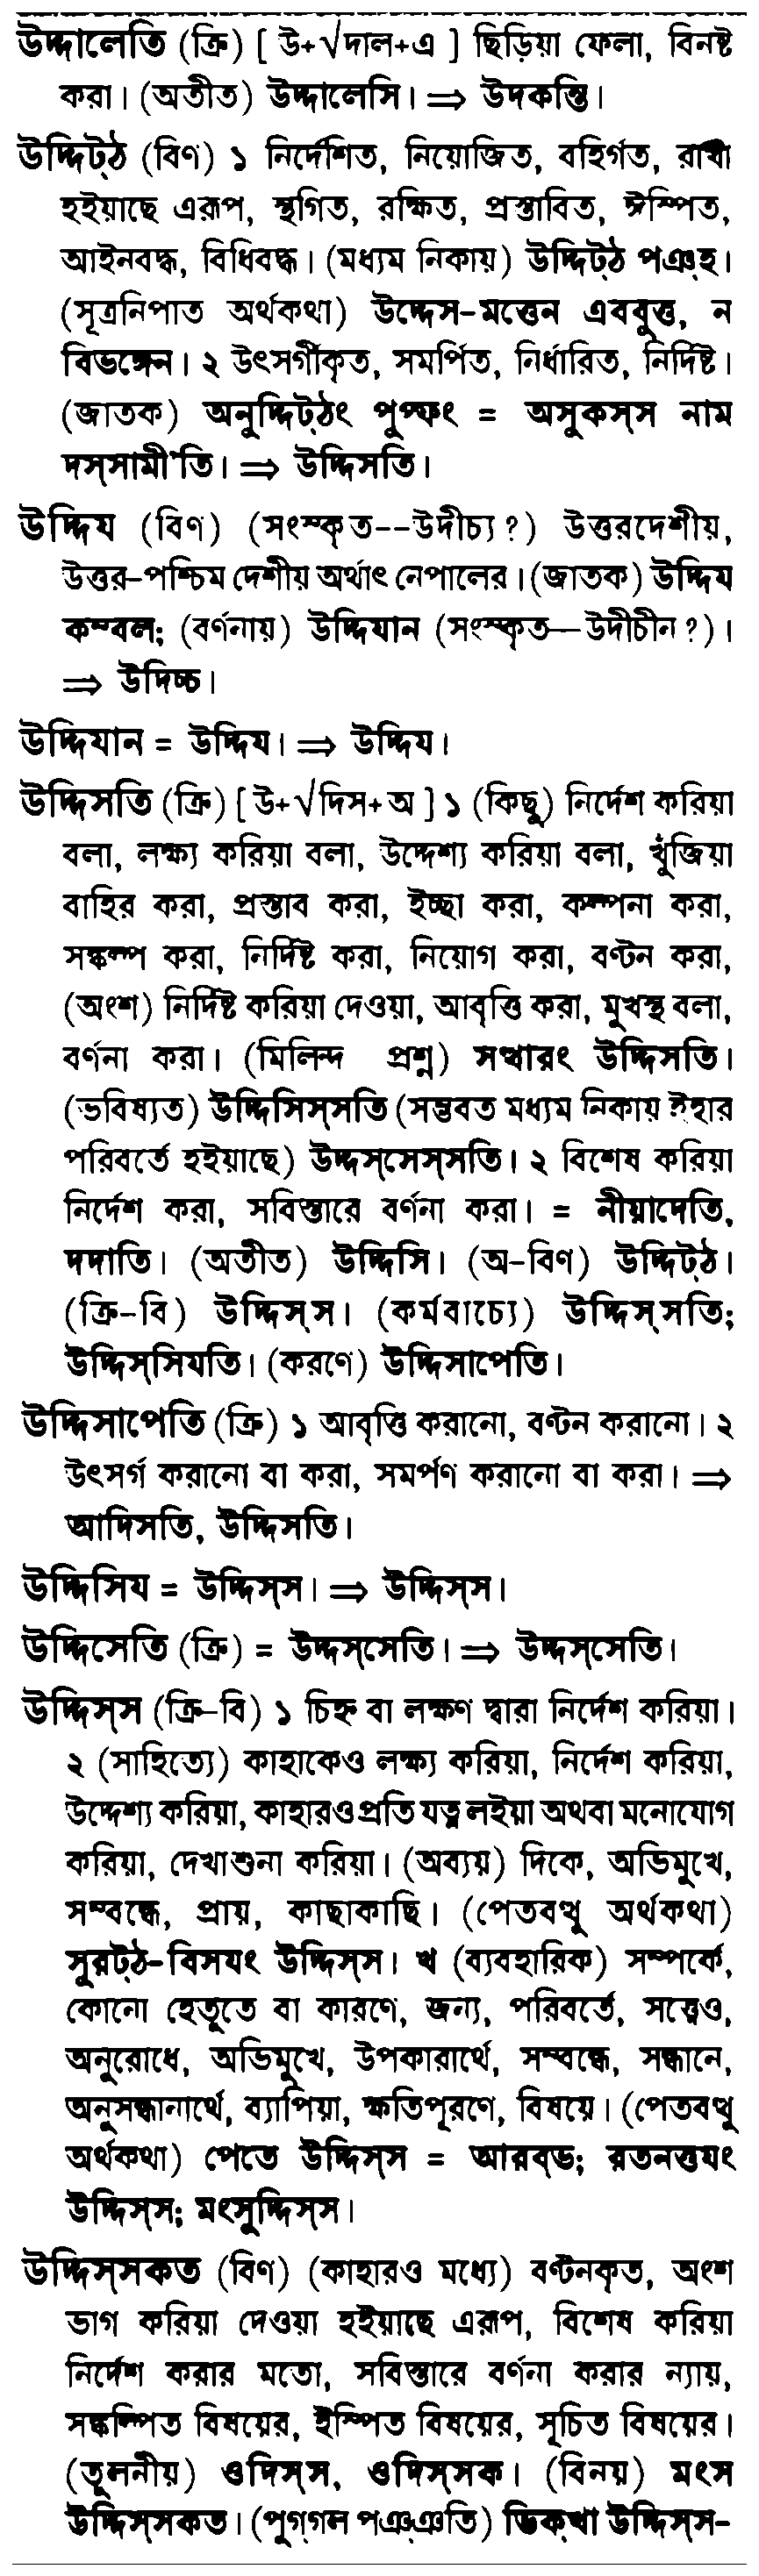 উদ্দালেতি (ক্রি) [ উ+√দাল+এ ] ছিড়িয়া ফেলা, বিনষ্ট
করা। (অতীত) উদ্দালেসি। ⇒ উদকন্তি।
উদ্দিট্‌ঠ (বিণ) ১ নির্দেশিত, নিয়োজিত, বহির্গত, রাখা
হইয়াছে এরূপ, স্থগিত, রক্ষিত, প্রস্তাবিত, ঈস্পিত,
আইনবদ্ধ, বিধিবদ্ধ। (মধ্যম নিকায়) উদ্দিট্‌ঠ পঞ্‌হ।
(সূত্রনিপাত অর্থকথা) উদ্দেস-মত্তেন এববুত্ত, ন
বিভঙ্গেন। ২ উৎসর্গীকৃত, সমর্পিত, নির্ধারিত, নির্দিষ্ট।
(জাতক) অনুদ্দিট্‌ঠং পুপ্ফং = অসুকস্‌স নাম
দস্‌সামী'তি। ⇒ উদ্দিসতি।
উদ্দিয (বিণ) (সংস্কৃত--উদীচ্য?) উত্তরদেশীয়,
উত্তর-পশ্চিম দেশীয় অর্থাৎ নেপালের। (জাতক) উদ্দিয
কম্বল; (বর্ণনায়) উদ্দিযান (সংস্কৃত—উদীচীন?)।
⇒ উদিচ্চ।
উদ্দিযান = উদ্দিয। ⇒ উদ্দিয।
উদ্দিসতি (ক্রি) [ উ+√দিস+অ ] ১ (কিছু) নির্দেশ করিয়া
বলা, লক্ষ্য করিয়া বলা, উদ্দেশ্য করিয়া বলা, খুঁজিয়া
বাহির করা, প্রস্তাব করা, ইচ্ছা করা, কল্পনা করা,
সঙ্কল্প করা, নির্দিষ্ট করা, নিয়োগ করা, বণ্টন করা,
(অংশ) নির্দিষ্ট করিয়া দেওয়া, আবৃত্তি করা, মুখস্থ বলা,
বর্ণনা করা। (মিলিন্দ প্রশ্ন) সত্থারং উদ্দিসতি।
(ভবিষ্যত) উদ্দিসিস্‌সতি (সম্ভবত মধ্যম নিকায় ইহার
পরিবর্তে হইয়াছে) উদ্দস্‌সেস্‌সতি। ২ বিশেষ করিয়া
নির্দেশ করা, সবিস্তারে বর্ণনা করা। = নীয়াদেতি,
দদাতি। (অতীত) উদ্দিসি। (অ-বিণ) উদ্দিট্‌ঠ।
(ক্রি-বি) উদ্দিস্‌স। (কর্মবাচ্যে) উদ্দিস্‌সতি;
উদ্দিস্‌সিযতি। (করণে) উদ্দিসাপেতি।
উদ্দিসাপেতি (ক্রি) ১ আবৃত্তি করানো, বণ্টন করানো। ২
উৎসর্গ করানো বা করা, সমর্পণ করানো বা করা। ⇒
আদিসতি, উদ্দিসতি।
উদ্দিসিয = উদ্দিস্‌স। ⇒ উদ্দিস্‌স।
উদ্দিসেতি (ক্রি) = উদ্দস্‌সেতি। ⇒ উদ্দস্‌সেতি।
উদ্দিস্‌স (ক্রি-বি) ১ চিহ্ন বা লক্ষণ দ্বারা নির্দেশ করিয়া।
২ (সাহিত্যে) কাহাকেও লক্ষ্য করিয়া, নির্দেশ করিয়া,
উদ্দেশ্য করিয়া, কাহারও প্রতি যত্ন লইয়া অথবা মনোযোগ
করিয়া, দেখাশুনা করিয়া। (অব্যয়) দিকে, অভিমুখে,
সম্বন্ধে, প্রায়, কাছাকাছি। (পেতবত্থু অর্থকথা)
সুরট্‌ঠ-বিসযং উদ্দিস্‌স। খ (ব্যবহারিক) সম্পর্কে,
কোনো হেতুতে বা কারণে, জন্য, পরিবর্তে, সত্ত্বেও,
অনুরোধে, অভিমুখে, উপকারার্থে, সম্বন্ধে, সন্ধানে,
অনুসন্ধানার্থে, ব্যাপিয়া, ক্ষতিপূরণে, বিষয়ে। (পেতবত্থু
অর্থকথা) পেতে উদ্দিস্‌স = আরব্‌ভ; রতনত্তযং
উদ্দিস্‌স; মংসুদ্দিস্‌স।
উদ্দিস্‌সকত (বিণ) (কাহারও মধ্যে) বণ্টনকৃত, অংশ
ভাগ করিয়া দেওয়া হইয়াছে এরূপ, বিশেষ করিয়া
নির্দেশ করার মতো, সবিস্তারে বর্ণনা করার ন্যায়,
সঙ্কল্পিত বিষয়ের, ইস্পিত বিষয়ের, সূচিত বিষয়ের।
(তুলনীয়) ওদিস্‌স, ওদিস্‌সক। (বিনয়) মংস
উদ্দিস্‌সকত। (পুগ্‌গল পঞ্‌ঞতি) ভিক্‌খা উদ্দিস্‌স-